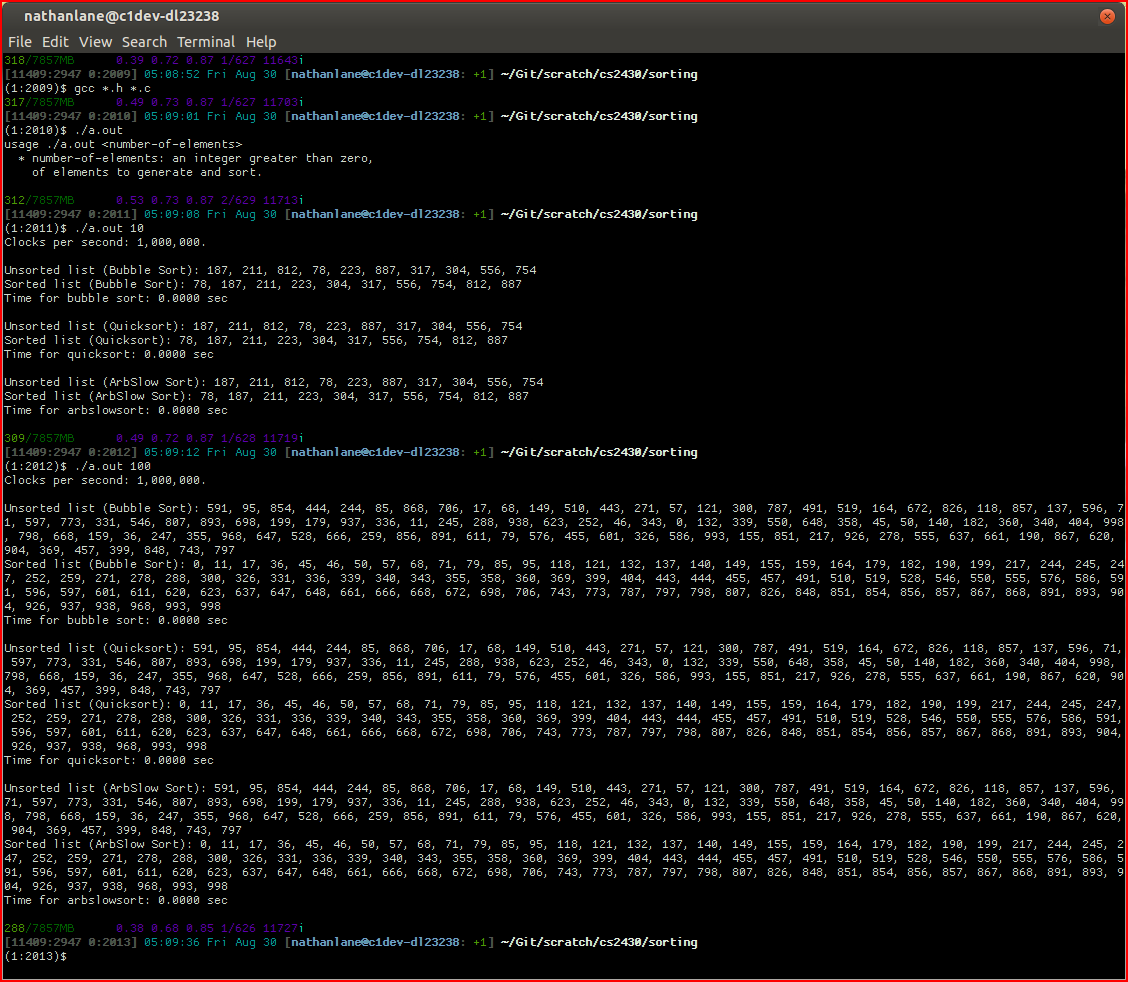 nathanlane@c1dev-dl23238
File Edit View Search Terminal Help
318/7857MB      0.39 0.72 0.87 1/627 11643i
[11409:2947 0:2009] 05:08:52 Fri Aug 30 [nathanlane@c1dev-dl23238: +1] ~/Git/scratch/cs2430/sorting
(1:2009)$ gcc *.h *.c
317/7857MB      0.49 0.73 0.87 1/627 11703i
[11409:2947 0:2010] 05:09:01 Fri Aug 30 [nathanlane@c1dev-dl23238: +1] ~/Git/scratch/cs2430/sorting
(1:2010)$ ./a.out
usage ./a.out <number-of-elements>
  * number-of-elements: an integer greater than zero,
    of elements to generate and sort.

312/7857MB      0.53 0.73 0.87 2/629 11713i
[11409:2947 0:2011] 05:09:08 Fri Aug 30 [nathanlane@c1dev-dl23238: +1] ~/Git/scratch/cs2430/sorting
(1:2011)$ ./a.out 10
Clocks per second: 1,000,000.

Unsorted list (Bubble Sort): 187, 211, 812, 78, 223, 887, 317, 304, 556, 754
Sorted list (Bubble Sort): 78, 187, 211, 223, 304, 317, 556, 754, 812, 887
Time for bubble sort: 0.0000 sec

Unsorted list (Quicksort): 187, 211, 812, 78, 223, 887, 317, 304, 556, 754
Sorted list (Quicksort): 78, 187, 211, 223, 304, 317, 556, 754, 812, 887
Time for quicksort: 0.0000 sec

Unsorted list (ArbSlow Sort): 187, 211, 812, 78, 223, 887, 317, 304, 556, 754
Sorted list (ArbSlow Sort): 78, 187, 211, 223, 304, 317, 556, 754, 812, 887
Time for arbslowsort: 0.0000 sec

309/7857MB      0.49 0.72 0.87 1/628 11719i
[11409:2947 0:2012] 05:09:12 Fri Aug 30 [nathanlane@c1dev-dl23238: +1] ~/Git/scratch/cs2430/sorting
(1:2012)$ ./a.out 100
Clocks per second: 1,000,000.

Unsorted list (Bubble Sort): 591, 95, 854, 444, 244, 85, 868, 706, 17, 68, 149, 510, 443, 271, 57, 121, 300, 787, 491, 519, 164, 672, 826, 118, 857, 137, 596, 7
1, 597, 773, 331, 546, 807, 893, 698, 199, 179, 937, 336, 11, 245, 288, 938, 623, 252, 46, 343, 0, 132, 339, 550, 648, 358, 45, 50, 140, 182, 360, 340, 404, 998
, 798, 668, 159, 36, 247, 355, 968, 647, 528, 666, 259, 856, 891, 611, 79, 576, 455, 601, 326, 586, 993, 155, 851, 217, 926, 278, 555, 637, 661, 190, 867, 620,
904, 369, 457, 399, 848, 743, 797
Sorted list (Bubble Sort): 0, 11, 17, 36, 45, 46, 50, 57, 68, 71, 79, 85, 95, 118, 121, 132, 137, 140, 149, 155, 159, 164, 179, 182, 190, 199, 217, 244, 245, 24
7, 252, 259, 271, 278, 288, 300, 326, 331, 336, 339, 340, 343, 355, 358, 360, 369, 399, 404, 443, 444, 455, 457, 491, 510, 519, 528, 546, 550, 555, 576, 586, 59
1, 596, 597, 601, 611, 620, 623, 637, 647, 648, 661, 666, 668, 672, 698, 706, 743, 773, 787, 797, 798, 807, 826, 848, 851, 854, 856, 857, 867, 868, 891, 893, 90
4, 926, 937, 938, 968, 993, 998
Time for bubble sort: 0.0000 sec

Unsorted list (Quicksort): 591, 95, 854, 444, 244, 85, 868, 706, 17, 68, 149, 510, 443, 271, 57, 121, 300, 787, 491, 519, 164, 672, 826, 118, 857, 137, 596, 71,
 597, 773, 331, 546, 807, 893, 698, 199, 179, 937, 336, 11, 245, 288, 938, 623, 252, 46, 343, 0, 132, 339, 550, 648, 358, 45, 50, 140, 182, 360, 340, 404, 998,
798, 668, 159, 36, 247, 355, 968, 647, 528, 666, 259, 856, 891, 611, 79, 576, 455, 601, 326, 586, 993, 155, 851, 217, 926, 278, 555, 637, 661, 190, 867, 620, 90
4, 369, 457, 399, 848, 743, 797
Sorted list (Quicksort): 0, 11, 17, 36, 45, 46, 50, 57, 68, 71, 79, 85, 95, 118, 121, 132, 137, 140, 149, 155, 159, 164, 179, 182, 190, 199, 217, 244, 245, 247,
 252, 259, 271, 278, 288, 300, 326, 331, 336, 339, 340, 343, 355, 358, 360, 369, 399, 404, 443, 444, 455, 457, 491, 510, 519, 528, 546, 550, 555, 576, 586, 591,
 596, 597, 601, 611, 620, 623, 637, 647, 648, 661, 666, 668, 672, 698, 706, 743, 773, 787, 797, 798, 807, 826, 848, 851, 854, 856, 857, 867, 868, 891, 893, 904,
 926, 937, 938, 968, 993, 998
Time for quicksort: 0.0000 sec

Unsorted list (ArbSlow Sort): 591, 95, 854, 444, 244, 85, 868, 706, 17, 68, 149, 510, 443, 271, 57, 121, 300, 787, 491, 519, 164, 672, 826, 118, 857, 137, 596,
71, 597, 773, 331, 546, 807, 893, 698, 199, 179, 937, 336, 11, 245, 288, 938, 623, 252, 46, 343, 0, 132, 339, 550, 648, 358, 45, 50, 140, 182, 360, 340, 404, 99
8, 798, 668, 159, 36, 247, 355, 968, 647, 528, 666, 259, 856, 891, 611, 79, 576, 455, 601, 326, 586, 993, 155, 851, 217, 926, 278, 555, 637, 661, 190, 867, 620,
 904, 369, 457, 399, 848, 743, 797
Sorted list (ArbSlow Sort): 0, 11, 17, 36, 45, 46, 50, 57, 68, 71, 79, 85, 95, 118, 121, 132, 137, 140, 149, 155, 159, 164, 179, 182, 190, 199, 217, 244, 245, 2
47, 252, 259, 271, 278, 288, 300, 326, 331, 336, 339, 340, 343, 355, 358, 360, 369, 399, 404, 443, 444, 455, 457, 491, 510, 519, 528, 546, 550, 555, 576, 586, 5
91, 596, 597, 601, 611, 620, 623, 637, 647, 648, 661, 666, 668, 672, 698, 706, 743, 773, 787, 797, 798, 807, 826, 848, 851, 854, 856, 857, 867, 868, 891, 893, 9
04, 926, 937, 938, 968, 993, 998
Time for arbslowsort: 0.0000 sec

288/7857MB      0.38 0.68 0.85 1/626 11727i
[11409:2947 0:2013] 05:09:36 Fri Aug 30 [nathanlane@c1dev-dl23238: +1] ~/Git/scratch/cs2430/sorting
(1:2013)$